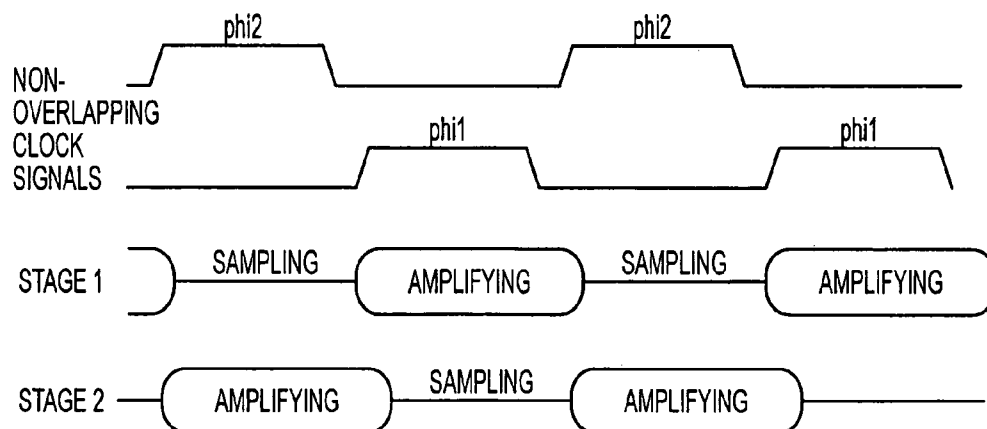 phi2 phi2
NON-
OVERLAPPING
CLOCK
SIGNALS
phi1 phi1
STAGE 1 SAMPLING AMPLIFYING SAMPLING AMPLIFYING
STAGE 2 AMPLIFYING SAMPLING AMPLIFYING